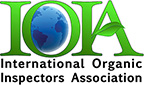 IOIA
International Organic
Inspectors Association